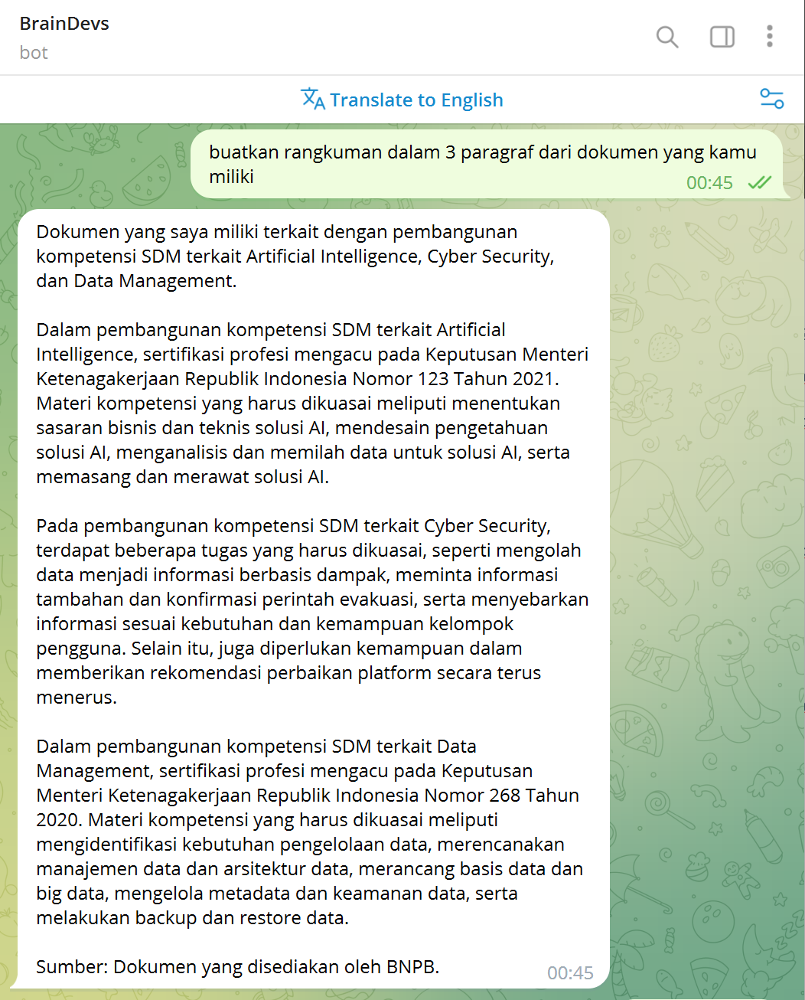 BrainDevs
bot
Translate to English
buatkan rangkuman dalam 3 paragraf dari dokumen yang kamu
miliki
00:45
Dokumen yang saya miliki terkait dengan pembangunan
kompetensi SDM terkait Artificial Intelligence, Cyber Security,
dan Data Management.
Dalam pembangunan kompetensi SDM terkait Artificial
Intelligence, sertifikasi profesi mengacu pada Keputusan Menteri
Ketenagakerjaan Republik Indonesia Nomor 123 Tahun 2021.
Materi kompetensi yang harus dikuasai meliputi menentukan
sasaran bisnis dan teknis solusi AI, mendesain pengetahuan
solusi AI, menganalisis dan memilah data untuk solusi AI, serta
memasang dan merawat solusi AI.
Pada pembangunan kompetensi SDM terkait Cyber Security,
terdapat beberapa tugas yang harus dikuasai, seperti mengolah
data menjadi informasi berbasis dampak, meminta informasi
tambahan dan konfirmasi perintah evakuasi, serta menyebarkan
informasi sesuai kebutuhan dan kemampuan kelompok
pengguna. Selain itu, juga diperlukan kemampuan dalam
memberikan rekomendasi perbaikan platform secara terus
menerus.
Dalam pembangunan kompetensi SDM terkait Data
Management, sertifikasi profesi mengacu pada Keputusan
Menteri Ketenagakerjaan Republik Indonesia Nomor 268 Tahun
2020. Materi kompetensi yang harus dikuasai meliputi
mengidentifikasi kebutuhan pengelolaan data, merencanakan
manajemen data dan arsitektur data, merancang basis data dan
big data, mengelola metadata dan keamanan data, serta
melakukan backup dan restore data.
Sumber: Dokumen yang disediakan oleh BNPB.
00:45